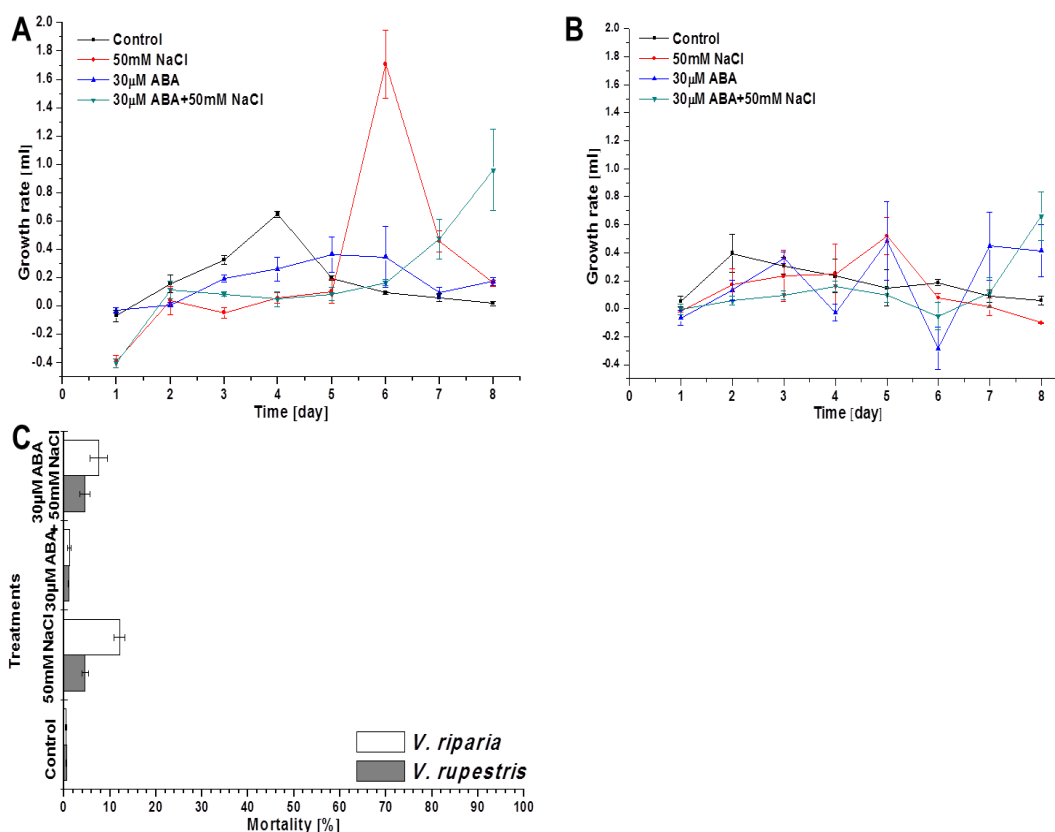 A
Control
50mM NaCl
30μM ABA
30μM ABA+50mM NaCl
Growth rate [ml]
2.0
1.8
1.6
1.4
1.2
1.0
0.8
0.6
0.4
0.2
0.0
-0.2
-0.4
0 1 2 3 4 5 6 7 8
Time [day]
B
Control
50mM NaCl
30μM ABA
30μM ABA+50mM NaCl
Growth rate [ml]
2.0
1.8
1.6
1.4
1.2
1.0
0.8
0.6
0.4
0.2
0.0
-0.2
-0.4
0 1 2 3 4 5 6 7 8
Time [day]
C
Treatments
30μM ABA+
50mM NaCl
30μM ABA
50mM NaCl
Control
V. riparia
V. rupestris
0 10 20 30 40 50 60 70 80 90 100
Mortality [%]